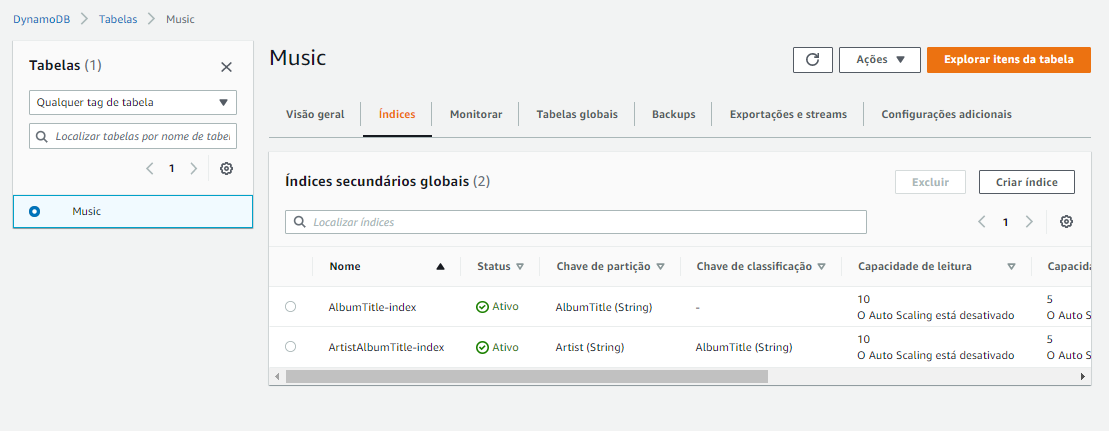 DynamoDB > Tabelas > Music
Tabelas (1)
Qualquer tag de tabela
Localizar tabelas por nome de tabel
1
Music
Music
Ações
Explorar itens da tabela
Visão geral
Índices
Monitorar
Tabelas globais
Backups
Exportações e streams
Configurações adicionais
Índices secundários globais (2)
Excluir
Criar índice
Localizar índices
1
Nome Status Chave de partição Chave de classificação Capacidade de leitura Capacida
AlbumTitle-index Ativo AlbumTitle (String) - 10 5
O Auto Scaling está desativado O Auto S
ArtistAlbumTitle-index Ativo Artist (String) AlbumTitle (String) 10 5
O Auto Scaling está desativado O Auto S